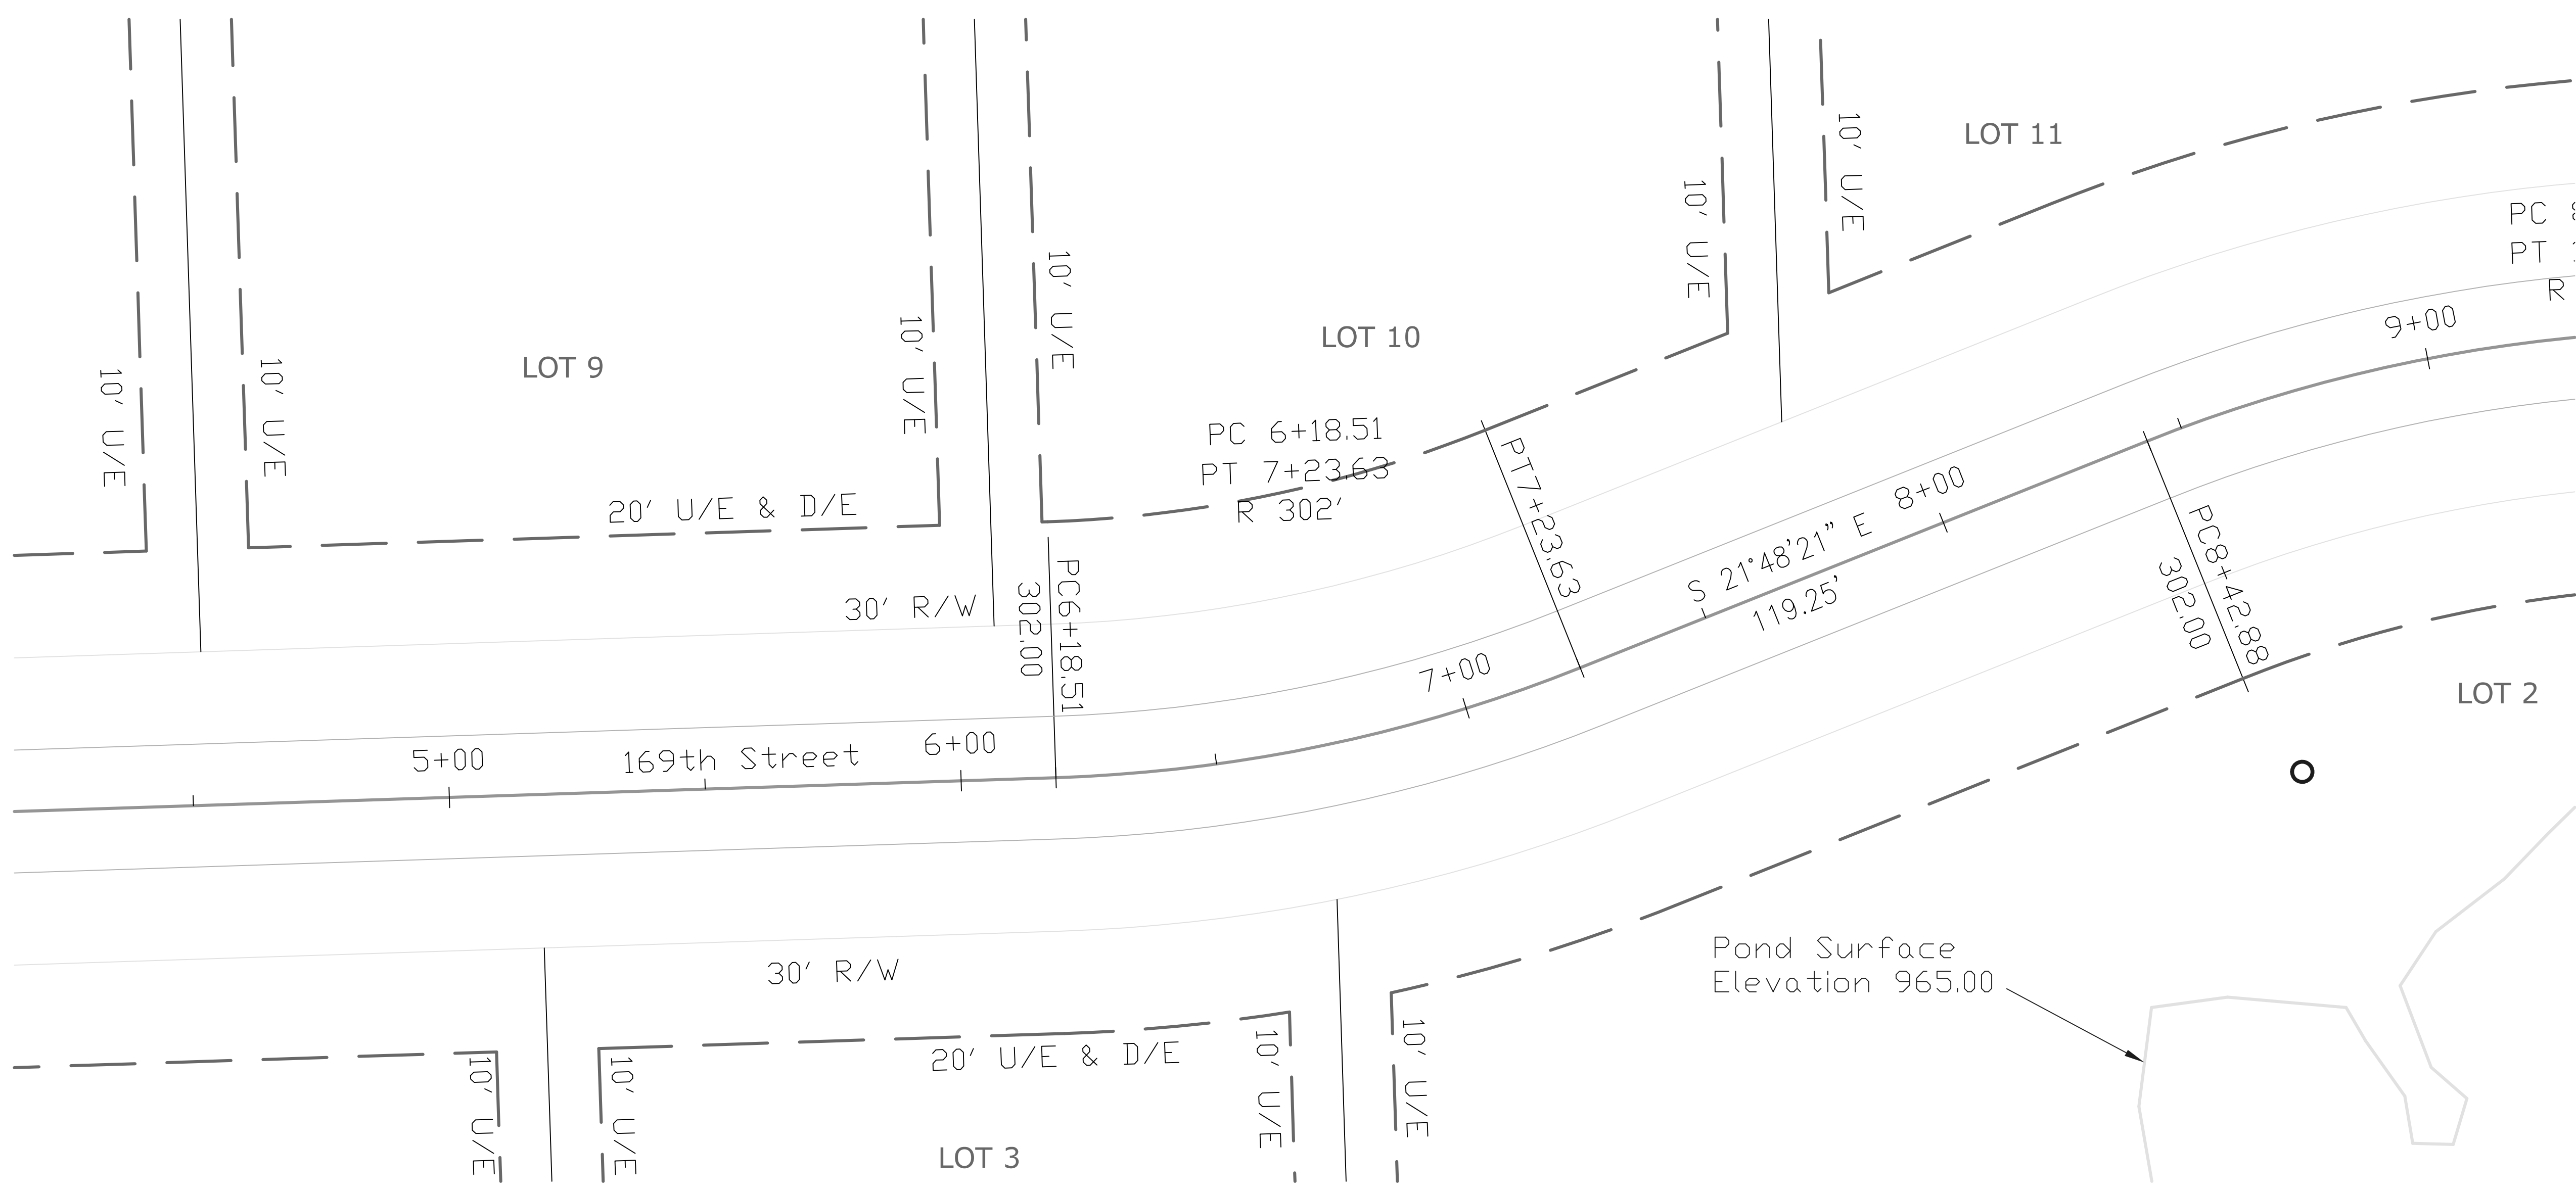 10' U/E
LOT 11
10' U/E
PC
PT
R
10' U/E
10' U/E
9+00
10' U/E
LOT 10
LOT 9
10' U/E
10' U/E
PC 6+18.51
PT 7+23.63
R 302'
PT7+23.63
20' U/E & D/E
8+00
S 21°48'21" E
119.25'
PC8+42.88
302.00
30' R/W
PC6+18.51
302.00
7+00
LOT 2
5+00
169th Street
6+00
30' R/W
Pond Surface
Elevation 965.00
20' U/E & D/E
10' U/E
10' U/E
10' U/E
10' U/E
LOT 3